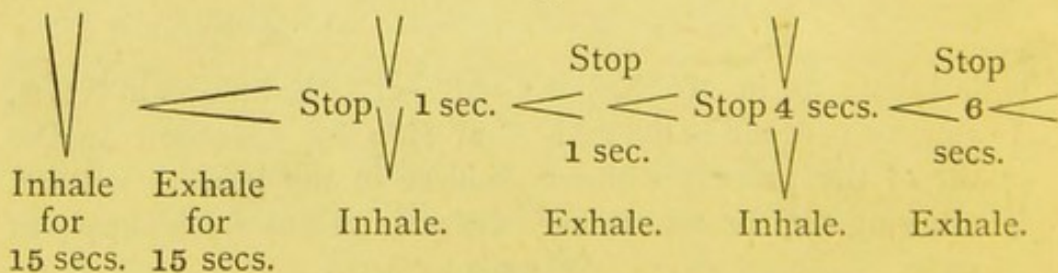 Stop
Stop
Stop 1 sec.
Stop 4 secs.
6
1 sec.
secs.
Inhale
for
15 secs.
Exhale
for
15 secs.
Inhale.
Exhale.
Inhale.
Exhale.